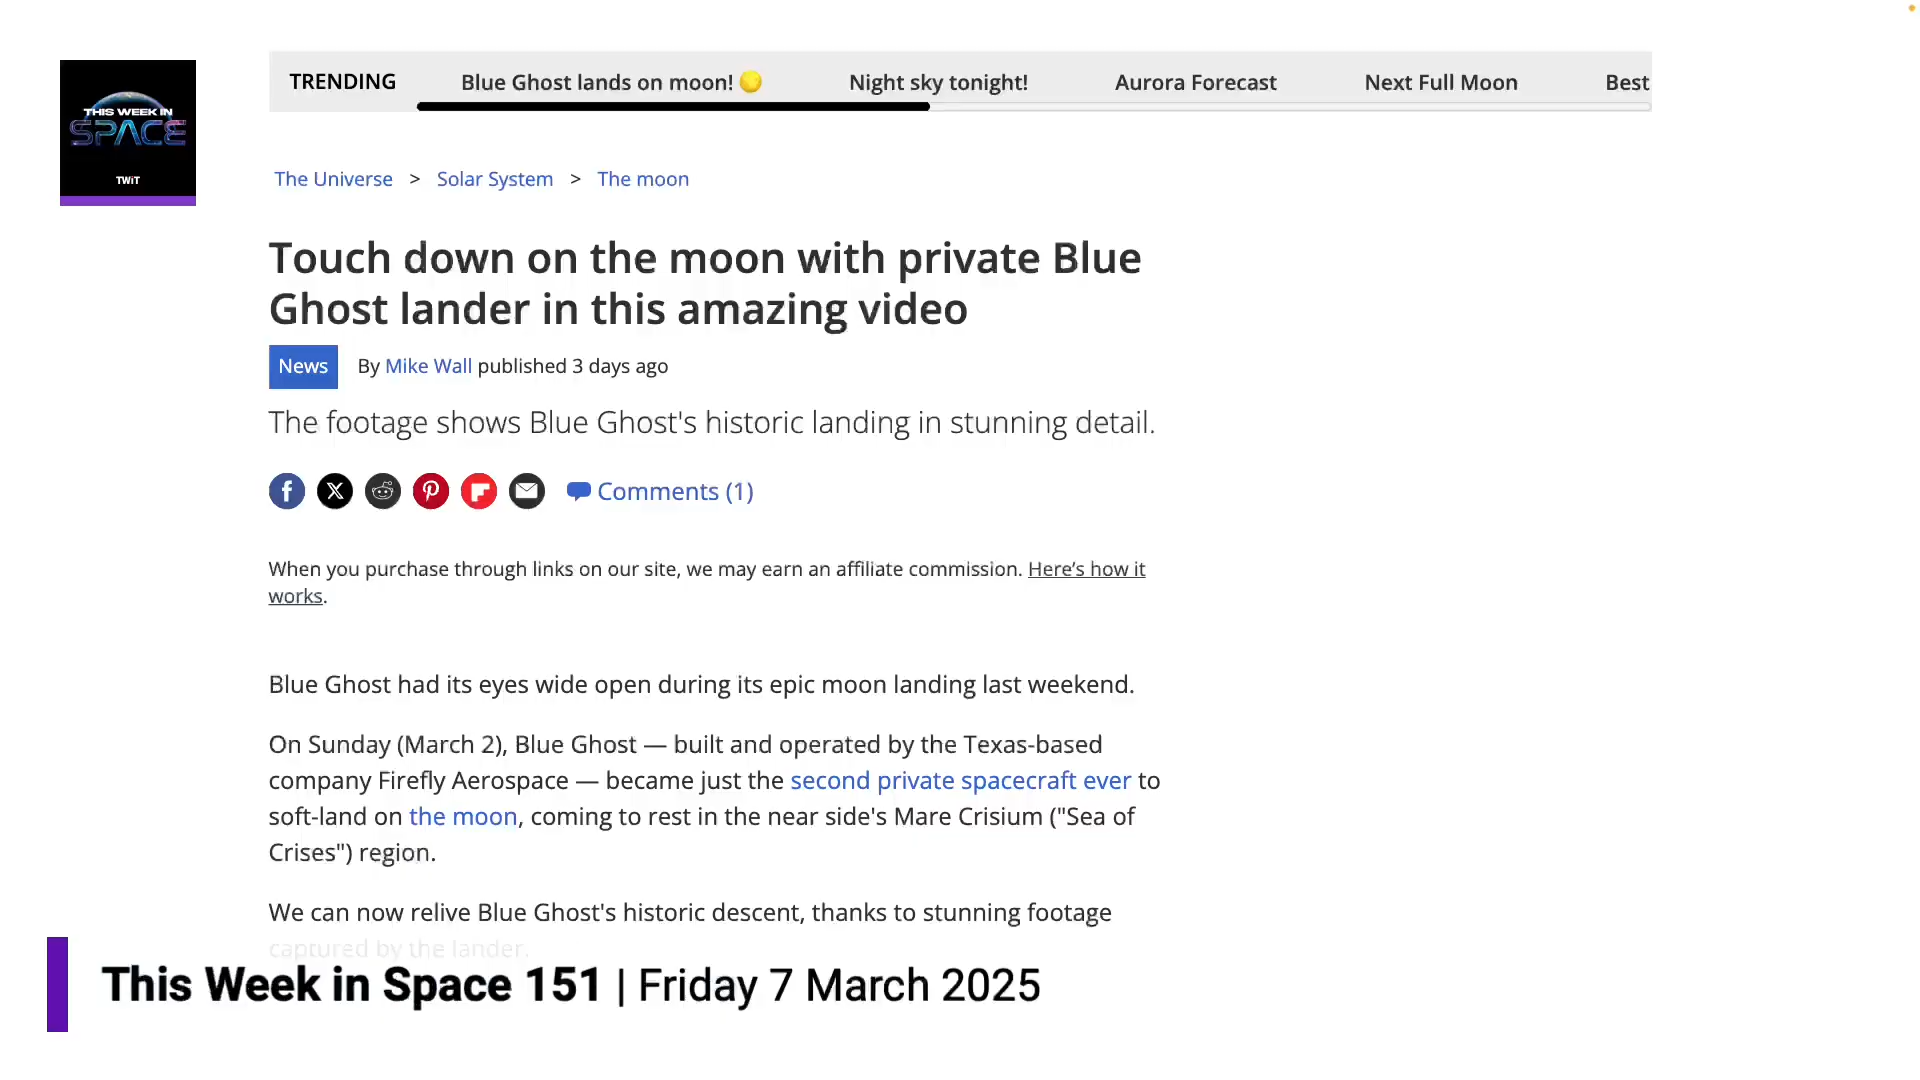 THIS WEEK IN
SPACE
TWiT
TRENDING
Blue Ghost lands on moon!
Night sky tonight!
Aurora Forecast
Next Full Moon
Best
The Universe > Solar System > The moon
Touch down on the moon with private Blue
Ghost lander in this amazing video
News By Mike Wall published 3 days ago
The footage shows Blue Ghost's historic landing in stunning detail.
Comments (1)
When you purchase through links on our site, we may earn an affiliate commission. Here’s how it
works.
Blue Ghost had its eyes wide open during its epic moon landing last weekend.
On Sunday (March 2), Blue Ghost — built and operated by the Texas-based
company Firefly Aerospace — became just the second private spacecraft ever to
soft-land on the moon, coming to rest in the near side's Mare Crisium ("Sea of
Crises") region.
We can now relive Blue Ghost's historic descent, thanks to stunning footage
captured by the lander.
This Week in Space 151 | Friday 7 March 2025